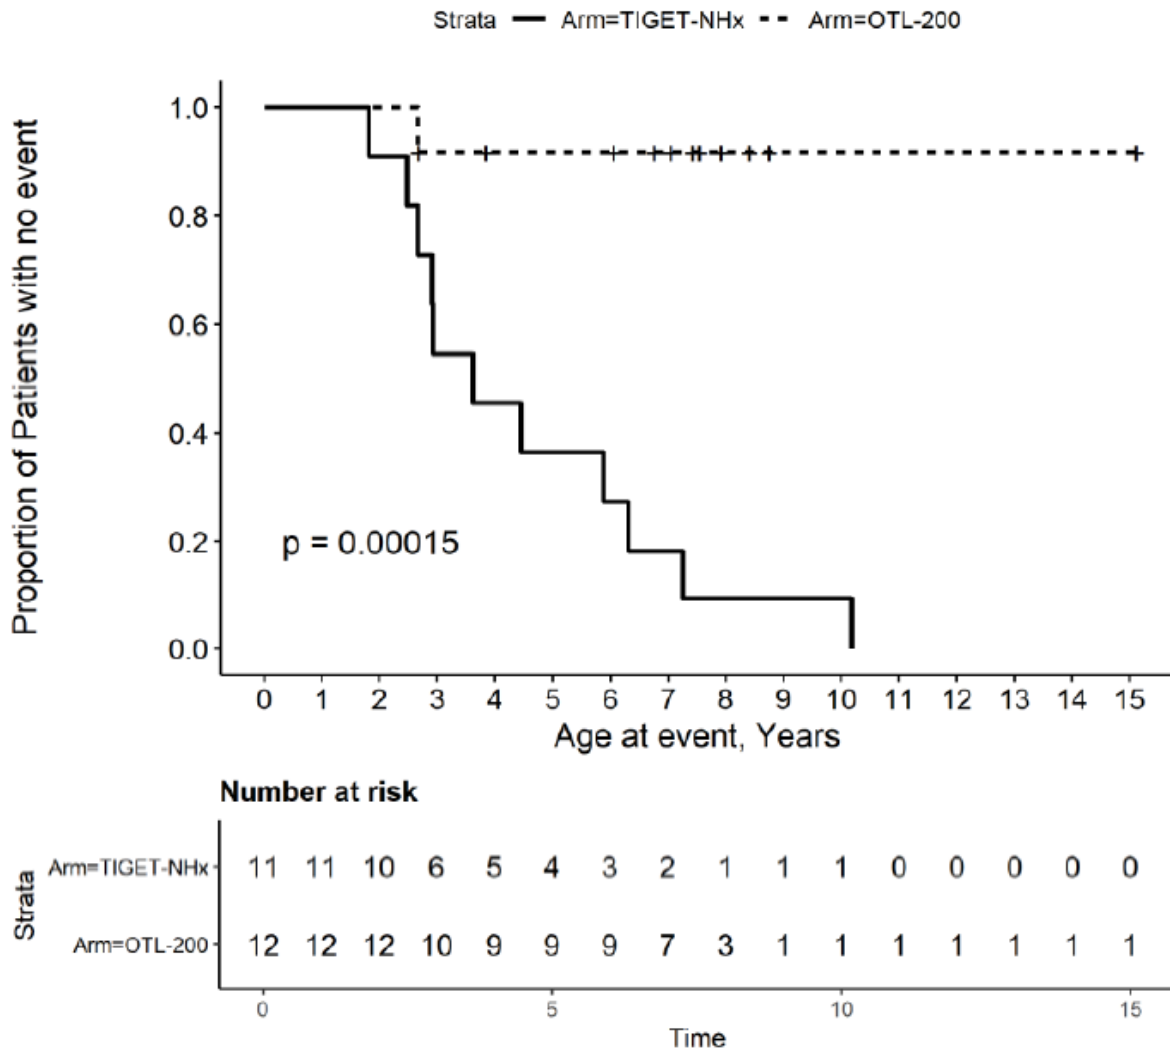 Strata Arm=TIGET-NHx Arm=OTL-200
Proportion of Patients with no event
1.0
0.8
0.6
0.4
0.2
0.0
p = 0.00015
0 1 2 3 4 5 6 7 8 9 10 11 12 13 14 15
Age at event, Years
Number at risk
Strata
Arm=TIGET-NHx 11 11 10 6 5 4 3 2 1 1 1 0 0 0 0 0
Arm=OTL-200 12 12 12 10 9 9 9 7 3 1 1 1 1 1 1 1
0 5 10 15
Time